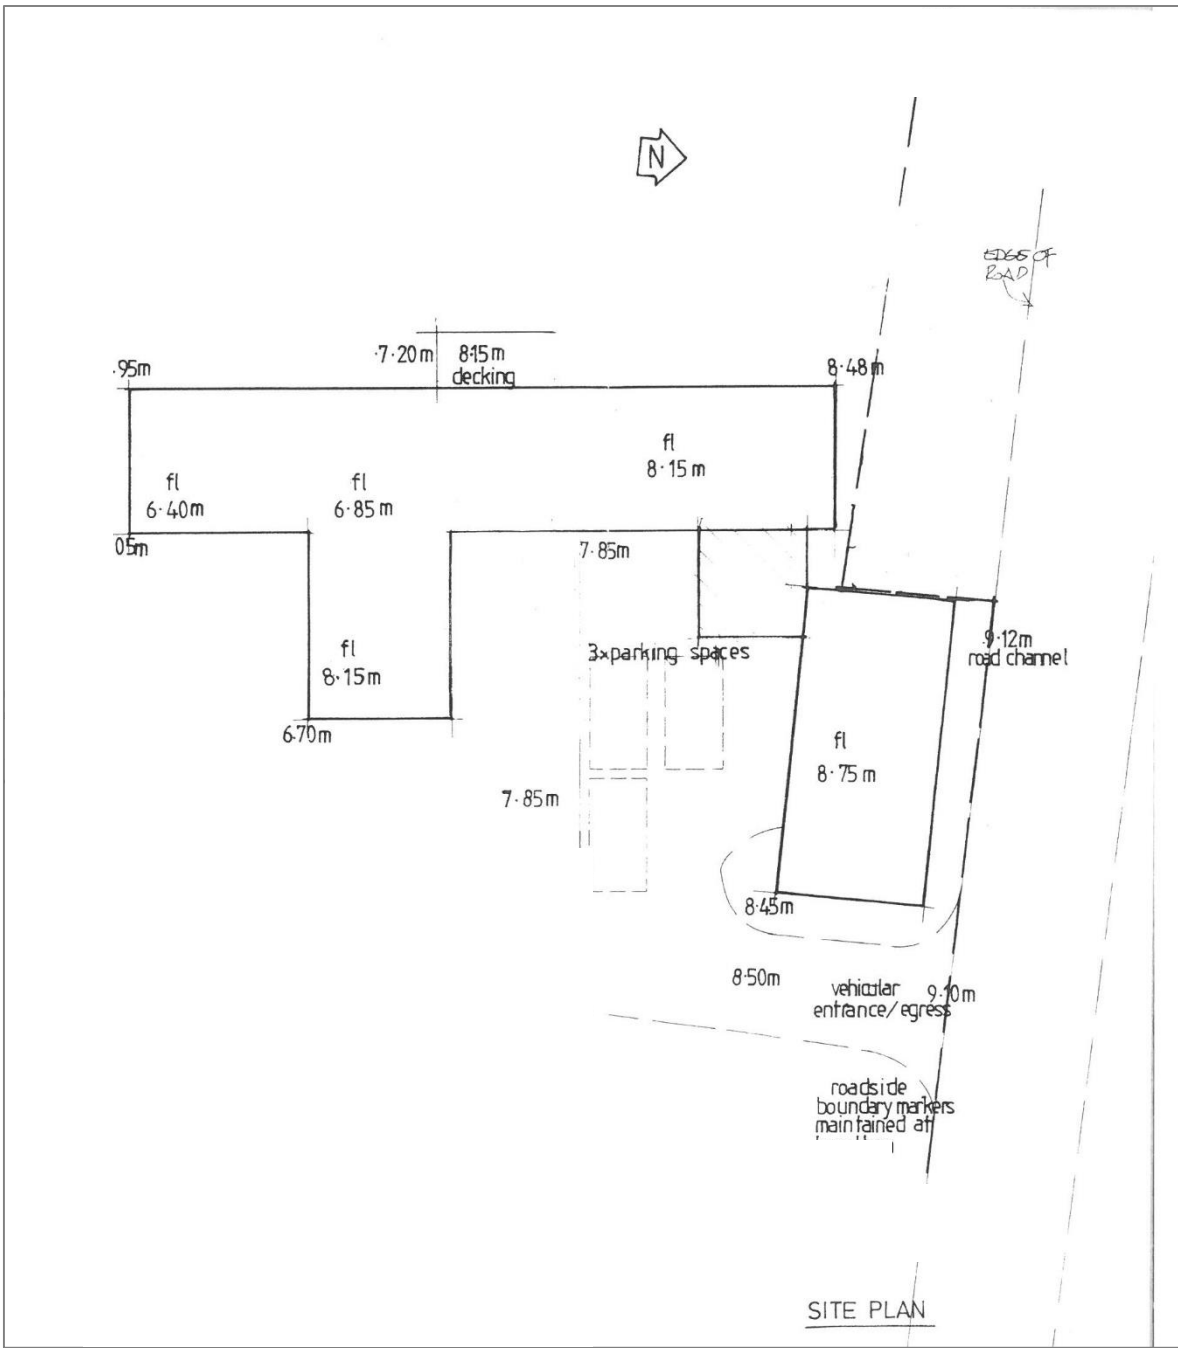 N
EDGE OF
ROAD
7.20m
8.15m
decking
8.48m
.95m
fl
8.15m
fl
6.40m
fl
6.85m
05m
7.85m
9.12m
road channel
3xparking spaces
fl
8.15m
6.70m
fl
8.75m
7.85m
8.45m
8.50m
vehicular
entrance/egress
9.10m
roadside
boundary markers
maintained at
SITE PLAN